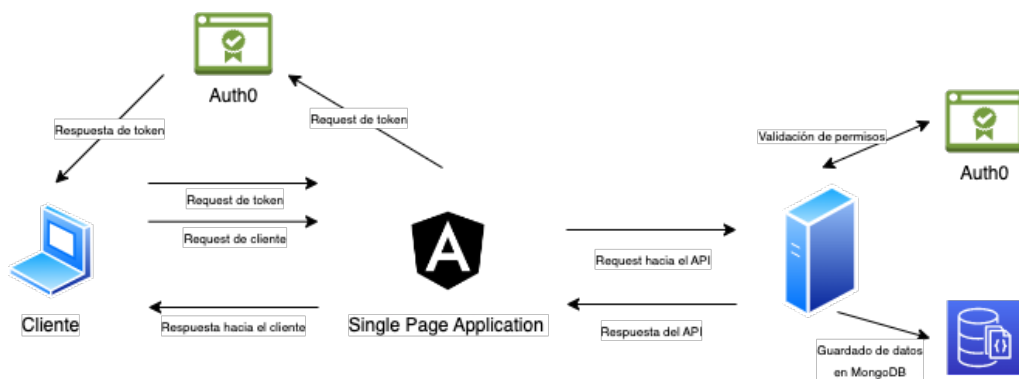 Auth0
Respuesta de token
Request de token
Validación de permisos
Auth0
Request de token
Request de cliente
Request hacia el API
Cliente
Respuesta hacia el cliente
Single Page Application
Respuesta del API
Guardado de datos
en MongoDB